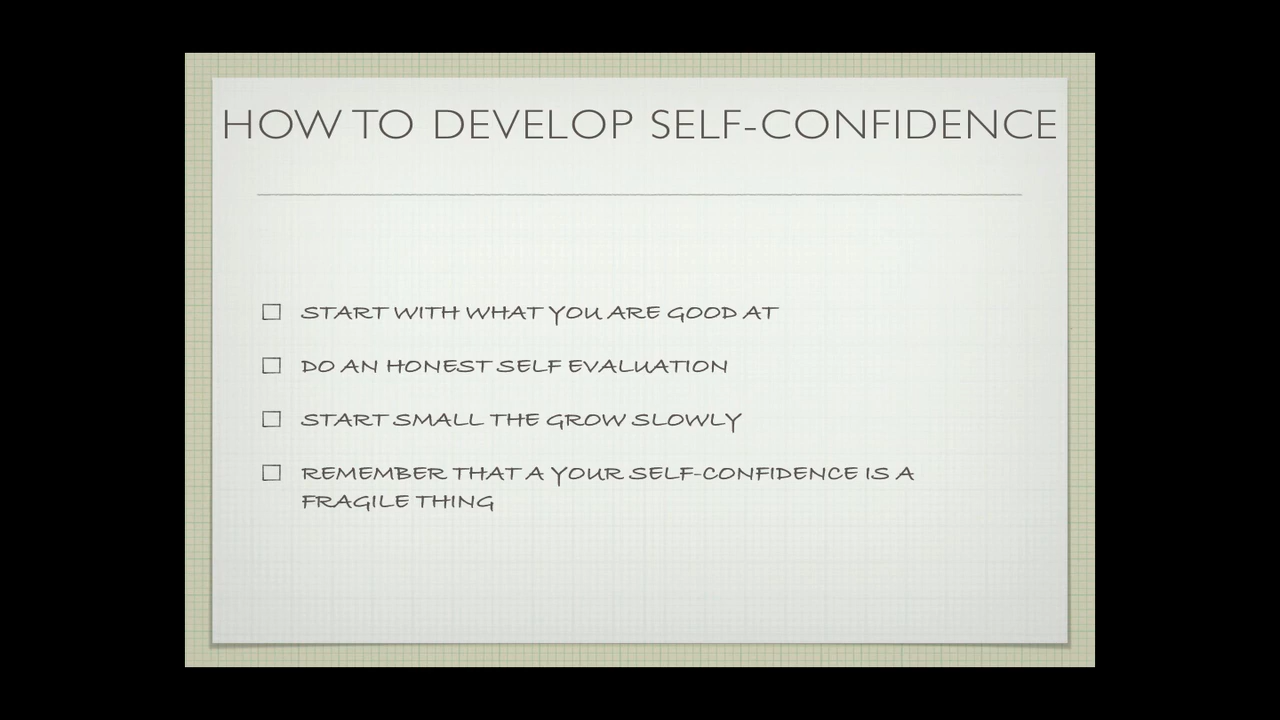 HOW TO DEVELOP SELF-CONFIDENCE
START WITH WHAT YOU ARE GOOD AT
DO AN HONEST SELF EVALUATION
START SMALL THE GROW SLOWLY
REMEMBER THAT A YOUR SELF-CONFIDENCE IS A
FRAGILE THING